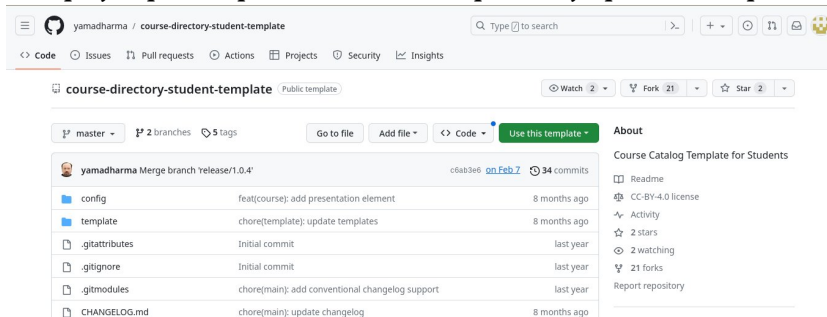 yamadharma / course-directory-student-template
Type / to search
Code Issues Pull requests Actions Projects Security Insights
course-directory-student-template Public template
Watch 2 Fork 21 Star 2
master 2 branches 5 tags Go to file Add file Code Use this template
About
Course Catalog Template for Students
yamadharma Merge branch 'release/1.0.4' c6ab3e6 on Feb 7 34 commits
Readme
config feat(course): add presentation element 8 months ago
CC-BY-4.0 license
template chore(template): update templates 8 months ago
Activity
.gitattributes Initial commit last year
2 stars
.gitignore Initial commit last year
2 watching
.gitmodules chore(main): add conventional changelog support last year
21 forks
Report repository
CHANGELOG.md chore(main): update changelog 8 months ago